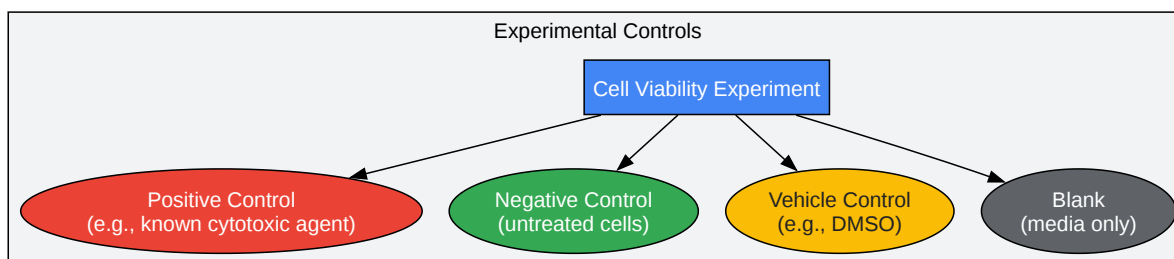 Experimental Controls
Cell Viability Experiment
Positive Control
(e.g., known cytotoxic agent)
Negative Control
(untreated cells)
Vehicle Control
(e.g., DMSO)
Blank
(media only)